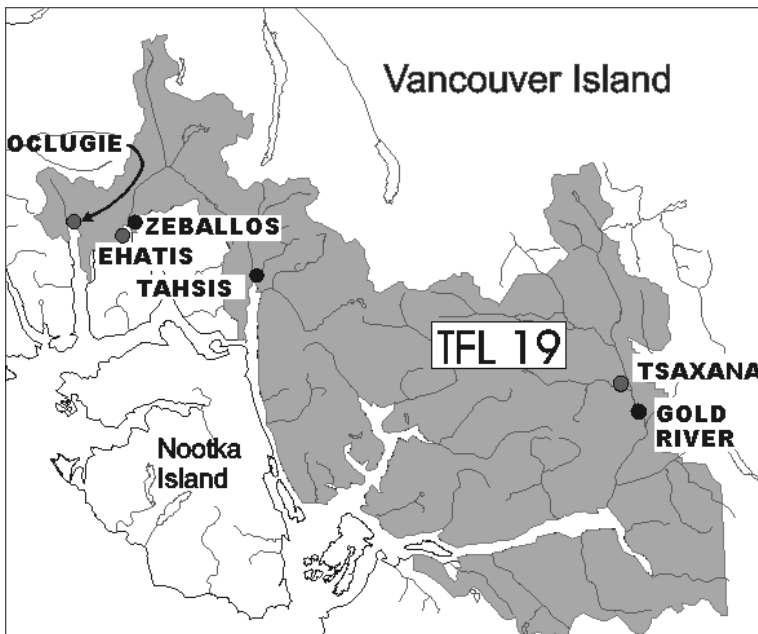 Vancouver Island
OCLUGIE
ZEBALLOS
EHATIS
TAHSIS
TFL 19
TSAXANA
GOLD
RIVER
Nootka
Island